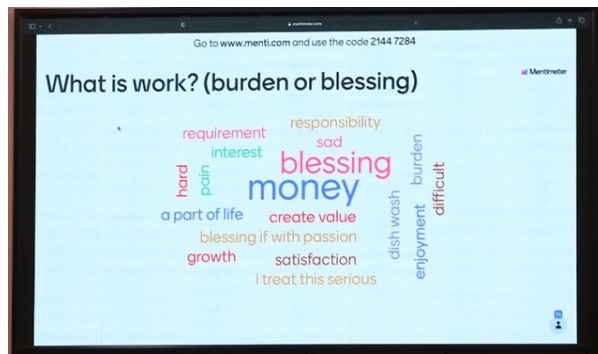 mentimeter.com
Go to www.menti.com and use the code 2144 7284
What is work? (burden or blessing)
Mentimeter
responsibility
requirement
sad
interest
blessing
burden
hard
pain
money
difficult
a part of life
create value
dish wash
enjoyment
blessing if with passion
growth
satisfaction
i treat this serious